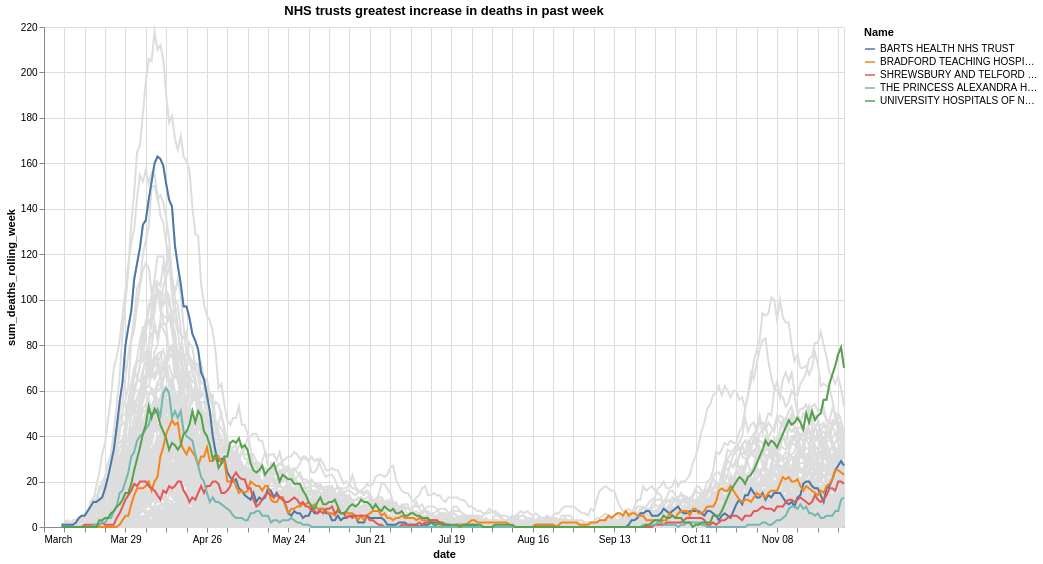 NHS trusts greatest increase in deaths in past week
Name
BARTS HEALTH NHS TRUST
BRADFORD TEACHING HOSPI…
SHREWSBURY AND TELFORD …
THE PRINCESS ALEXANDRA H…
UNIVERSITY HOSPITALS OF N…
sum_deaths_rolling_week
220
200
180
160
140
120
100
80
60
40
20
0
March Mar 29 Apr 26 May 24 Jun 21 Jul 19 Aug 16 Sep 13 Oct 11 Nov 08
date